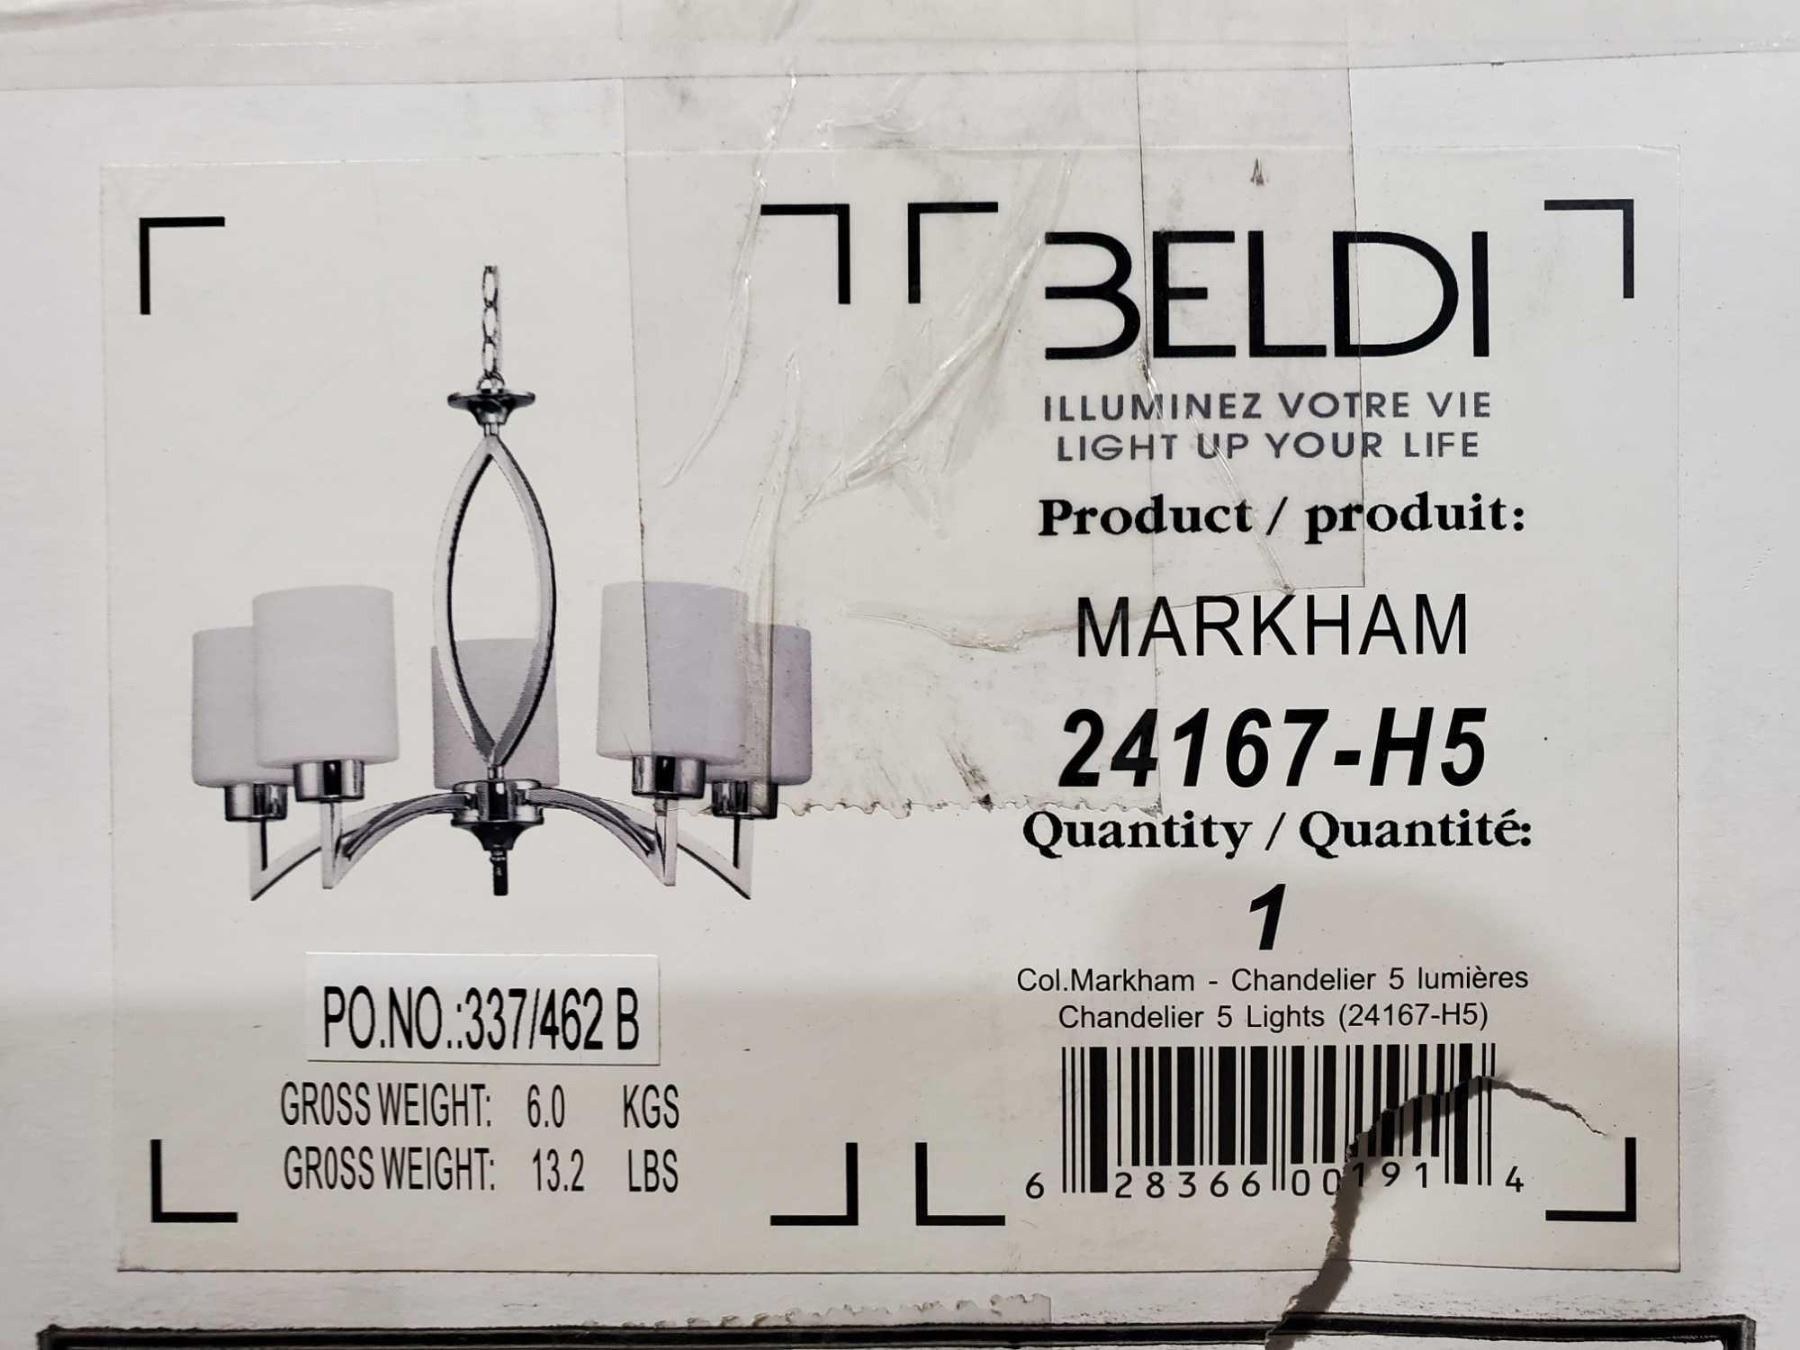 BELDI
ILLUMINEZ VOTRE VIE
LIGHT UP YOUR LIFE
Product / produit:
MARKHAM
24167-H5
Quantity / Quantité:
1
Col.Markham - Chandelier 5 lumières
Chandelier 5 Lights (24167-H5)
6 28366 00191 4
PO.NO.:337/462 B
GROSS WEIGHT: 6.0 KGS
GROSS WEIGHT: 13.2 LBS